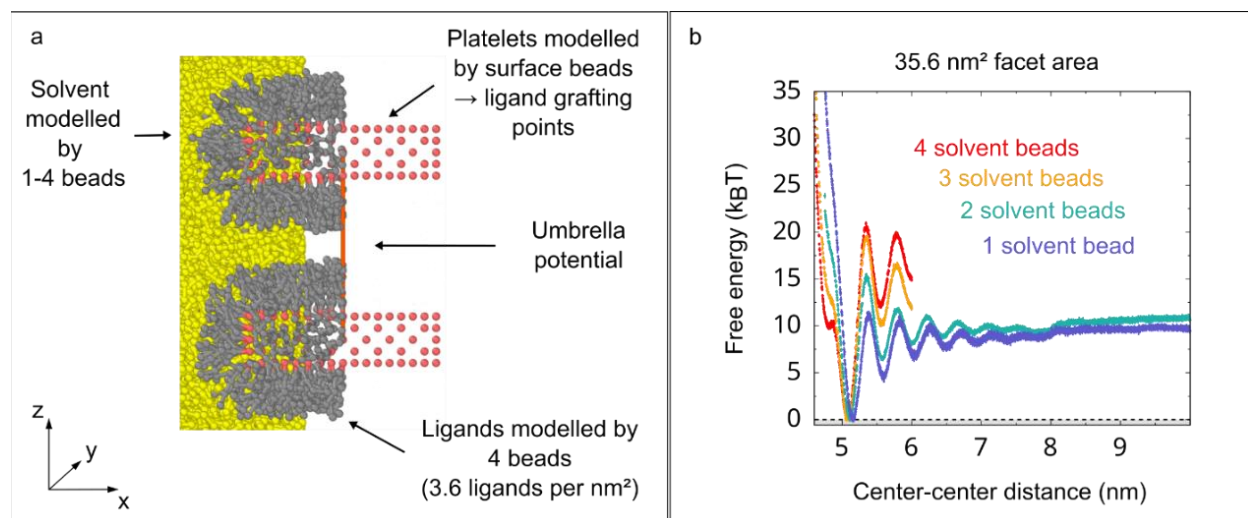 a
Solvent
modelled
by
1-4 beads
Platelets modelled
by surface beads
→ ligand grafting
points
Umbrella
potential
Ligands modelled by
4 beads
(3.6 ligands per nm²)
z
y
x
b
35.6 nm² facet area
Free energy (kBT)
35
30
25
20
15
10
5
0
4 solvent beads
3 solvent beads
2 solvent beads
1 solvent bead
5 6 7 8 9
Center-center distance (nm)